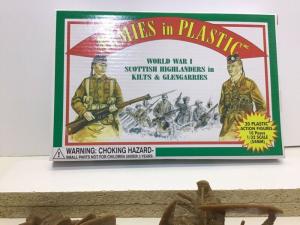 MIES in PLASTIC
WORLD WAR I
SCOTTISH HIGHLANDERS in
KILTS & GLENGARRIES
20 PLASTIC
ACTION FIGURES
1/32 SCALE
(54MM)
WARNING: CHOKING HAZARD-
SMALL PARTS NOT FOR CHILDREN UNDER 3 YEARS.